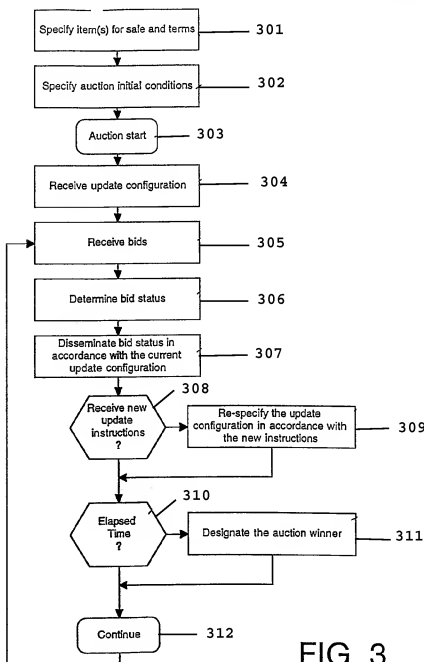 Specify item(s) for sale and terms
301
Specify auction initial conditions
302
Auction start
303
Receive update configuration
304
Receive bids
305
Determine bid status
306
Disseminate bid status in
accordance with the current
update configuration
307
308
Receive new
update
instructions
?
Re-specify the update
configuration in accordance with
the new instructions
309
310
Elapsed
Time
?
Designate the auction winner
311
Continue
312
FIG. 3